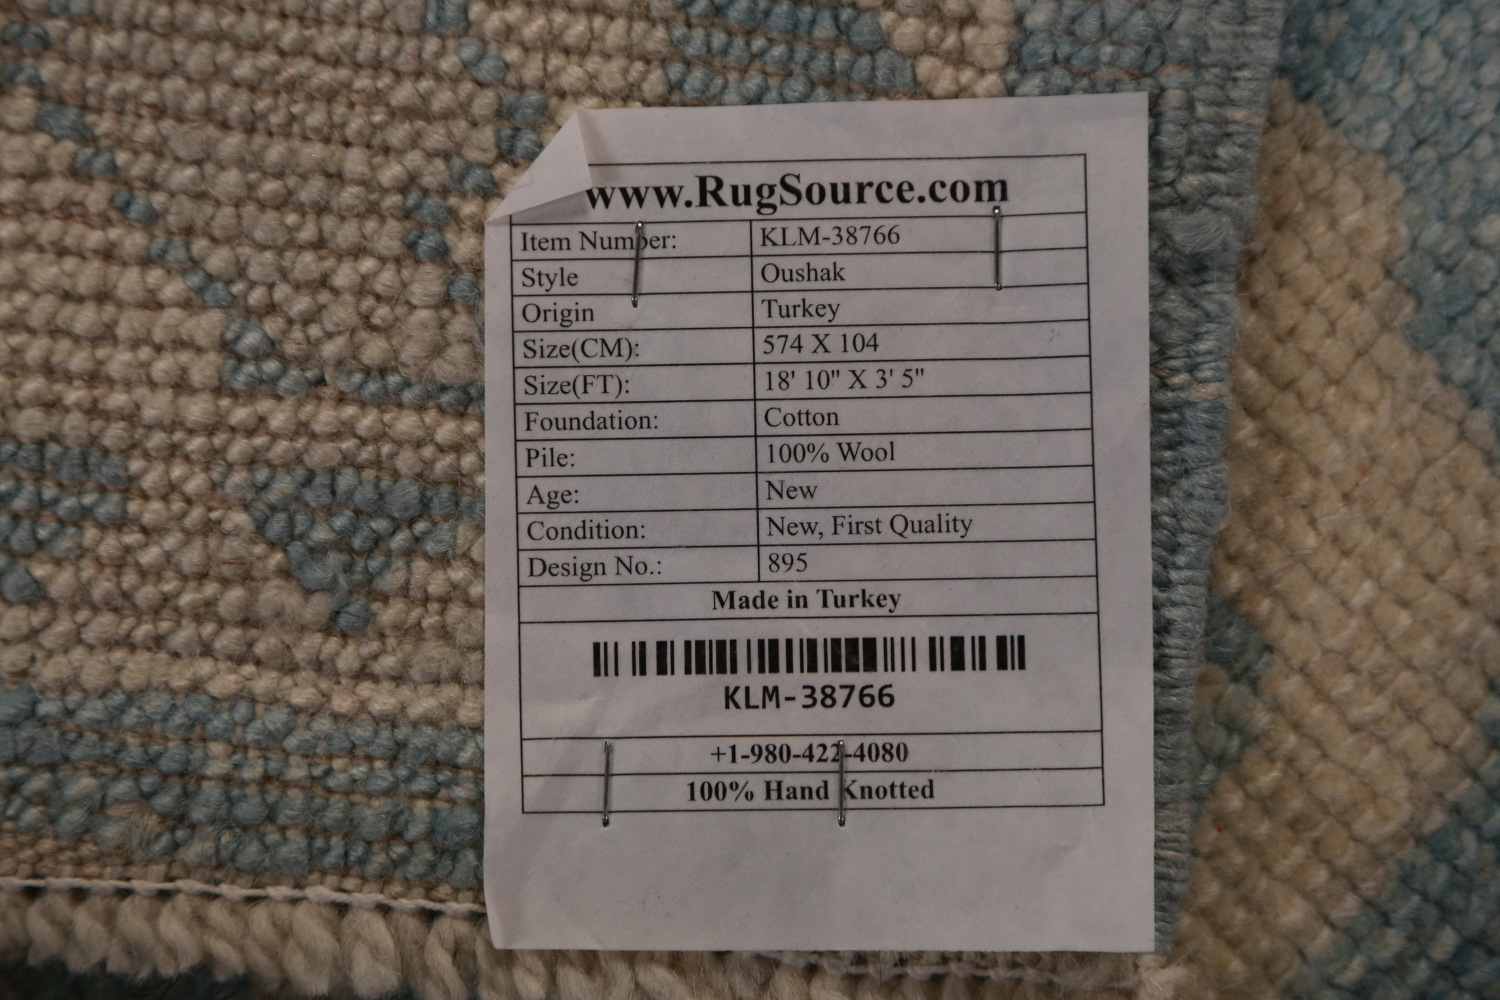 www.RugSource.com
Item Number: KLM-38766
Style Oushak
Origin Turkey
Size(CM): 574 X 104
Size(FT): 18' 10" X 3' 5"
Foundation: Cotton
Pile: 100% Wool
Age: New
Condition: New, First Quality
Design No.: 895
Made in Turkey
KLM-38766
+1-980-422-4080
100% Hand Knotted